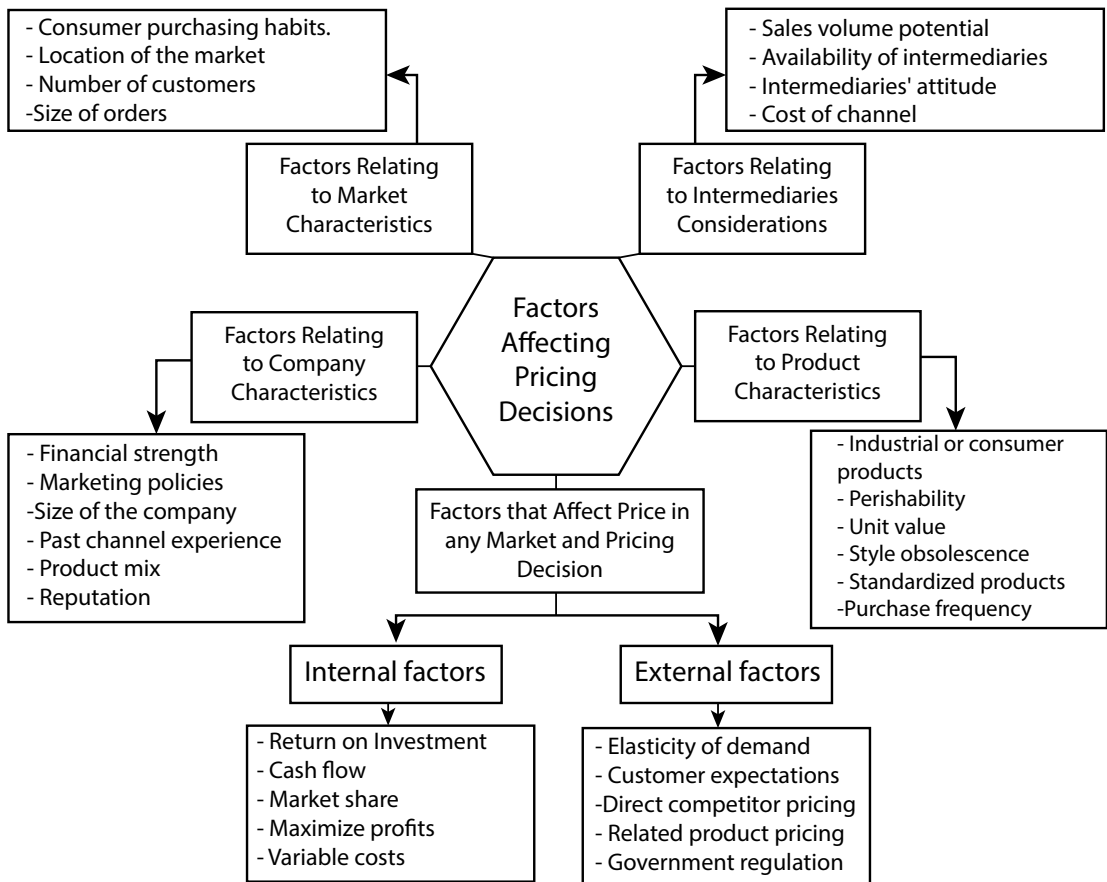 - Consumer purchasing habits.
- Location of the market
- Number of customers
-Size of orders
- Sales volume potential
- Availability of intermediaries
- Intermediaries' attitude
- Cost of channel
Factors Relating
to Market
Characteristics
Factors Relating
to Intermediaries
Considerations
Factors
Affecting
Pricing
Decisions
Factors Relating
to Company
Characteristics
Factors Relating
to Product
Characteristics
- Financial strength
- Marketing policies
-Size of the company
- Past channel experience
- Product mix
- Reputation
- Industrial or consumer
products
- Perishability
- Unit value
- Style obsolescence
- Standardized products
-Purchase frequency
Factors that Affect Price in
any Market and Pricing
Decision
Internal factors
External factors
- Return on Investment
- Cash flow
- Market share
- Maximize profits
- Variable costs
- Elasticity of demand
- Customer expectations
-Direct competitor pricing
- Related product pricing
- Government regulation